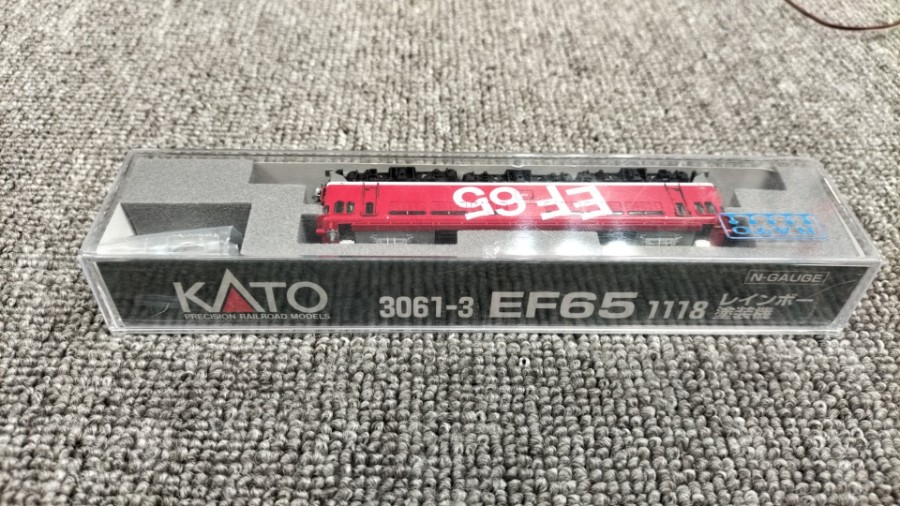 EF65
KATO
PRECISION RAILROAD MODELS
3061-3 EF65 1118
レインボー
塗装機
N-GAUGE